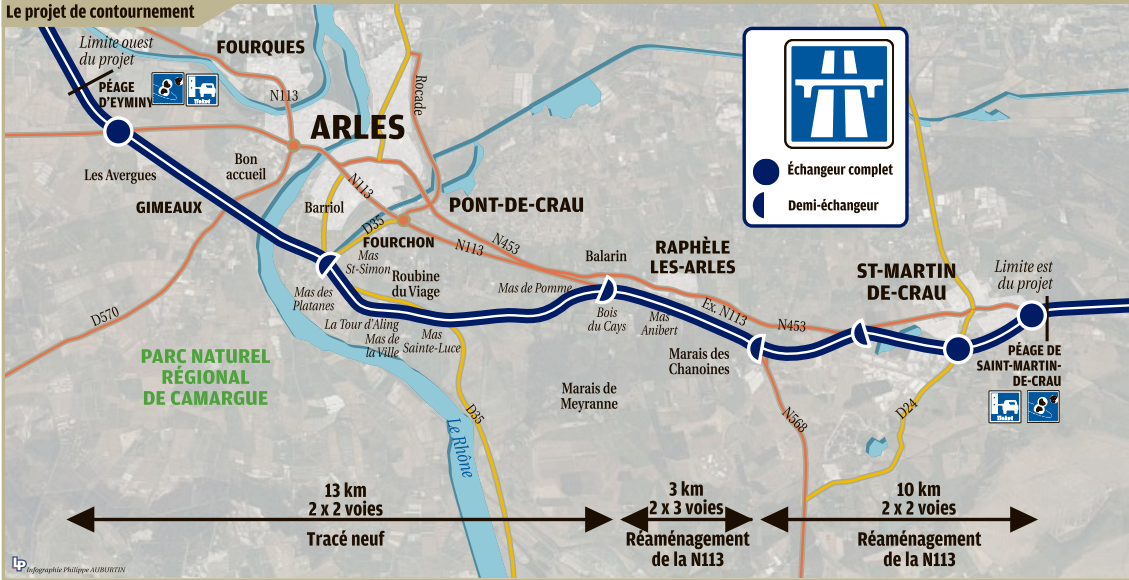 Le projet de contournement
Limite ouest
du projet
FOURQUES
PÉAGE
D'EYMINY
Ticket
N113
Rocade
ARLES
Les Avergues
Bon
accueil
GIMEAUX
Barriol
N113
D35
FOURCHON
PONT-DE-CRAU
N113
N453
Mas
St-Simon
Roubine
du Viage
Mas des
Platanes
La Tour d'Aling
Mas de
la Ville
Mas
Sainte-Luce
Mas de Pomme
Balarin
RAPHÈLE
LES-ARLES
Bois
du Cays
Mas
Anibert
Ex. N113
N453
Marais des
Chanoines
Marais de
Meyranne
ST-MARTIN
DE-CRAU
Limite est
du projet
PÉAGE DE
SAINT-MARTIN-
DE-CRAU
Ticket
D570
PARC NATUREL
RÉGIONAL
DE CAMARGUE
Le Rhône
D35
N568
D24
Échangeur complet
Demi-échangeur
13 km
2 x 2 voies
Tracé neuf
3 km
2 x 3 voies
Réaménagement
de la N113
10 km
2 x 2 voies
Réaménagement
de la N113
LP
Infographie Philippe AUBURTIN